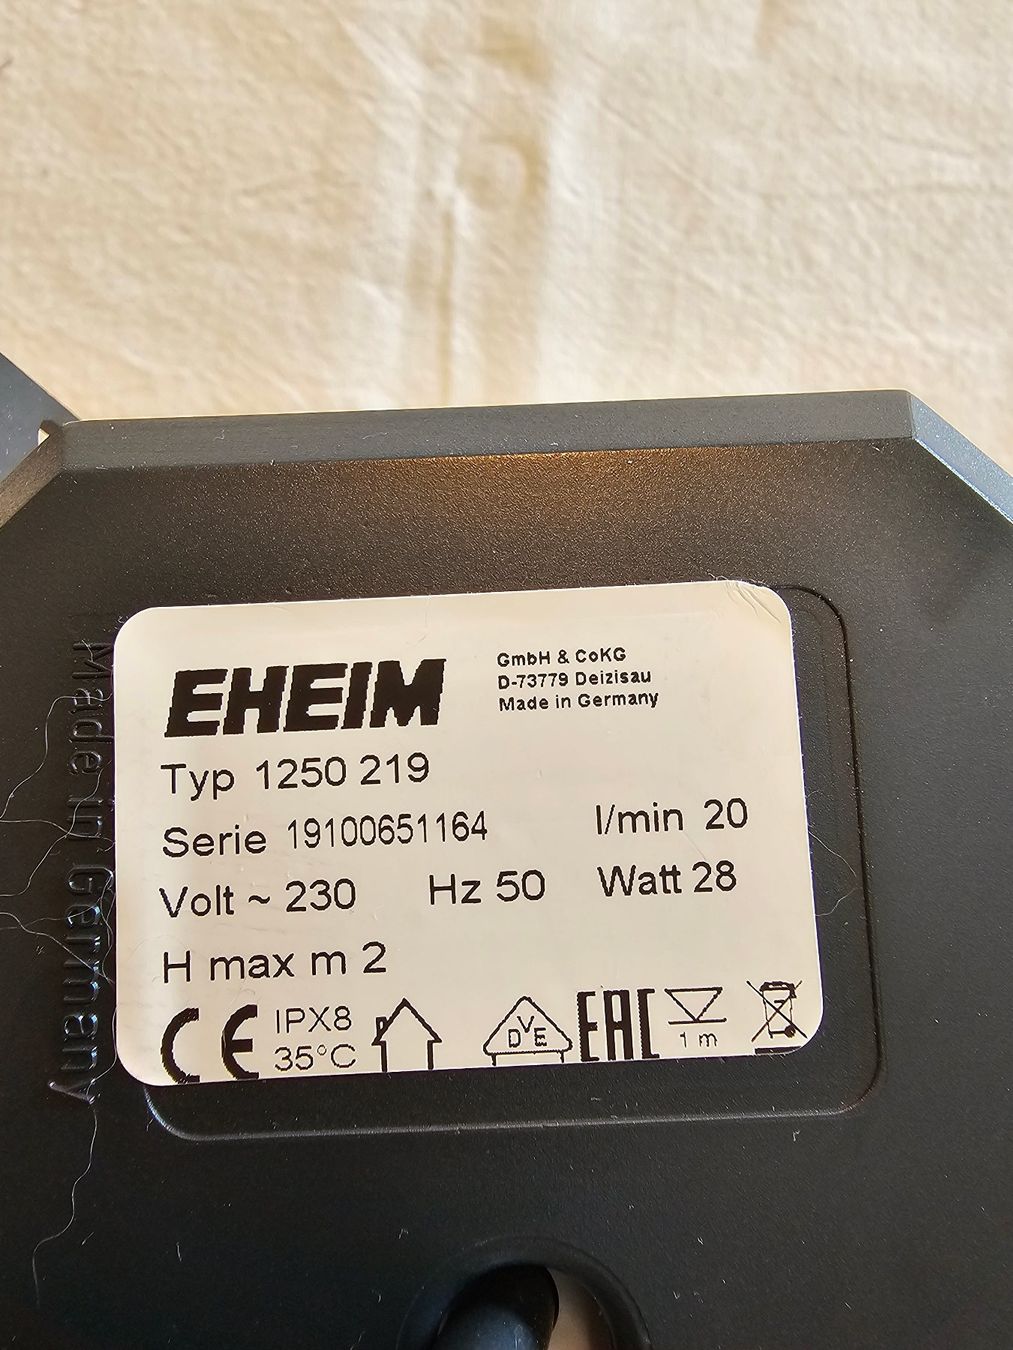 EHEIM
GmbH & CoKG
D-73779 Deizisau
Made in Germany
Typ 1250 219
Serie 19100651164
l/min 20
Volt ~ 230 Hz 50 Watt 28
H max m 2
CE IPX8
35°C
DVE
EAC
1 m
Made in Germany